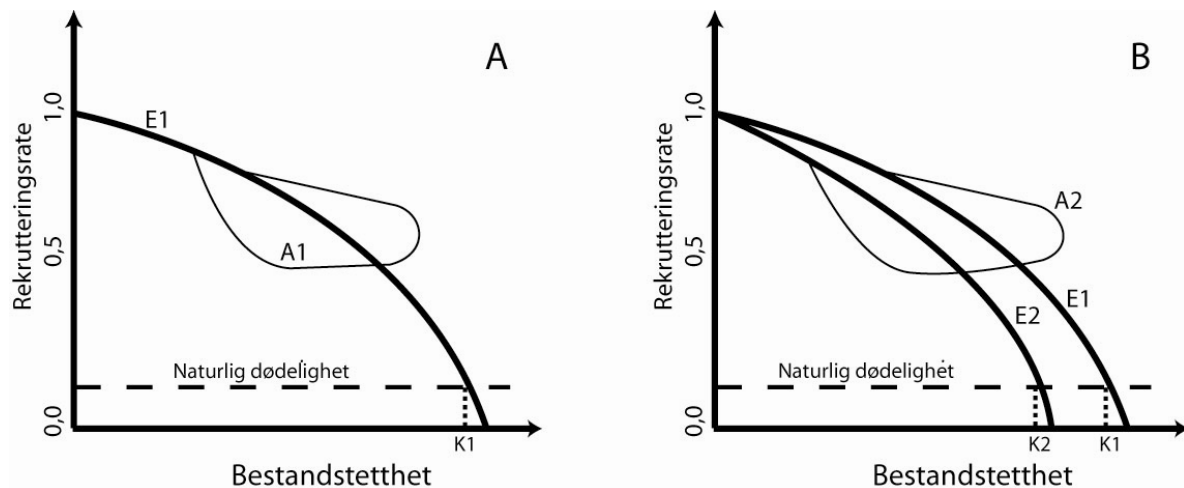 A
Rekrutteringsrate
1,0
0,5
0,0
E1
A1
Naturlig dødelighet
K1
Bestandstetthet
B
Rekrutteringsrate
1,0
0,5
0,0
A2
E1
E2
Naturlig dødelighet
K2
K1
Bestandstetthet